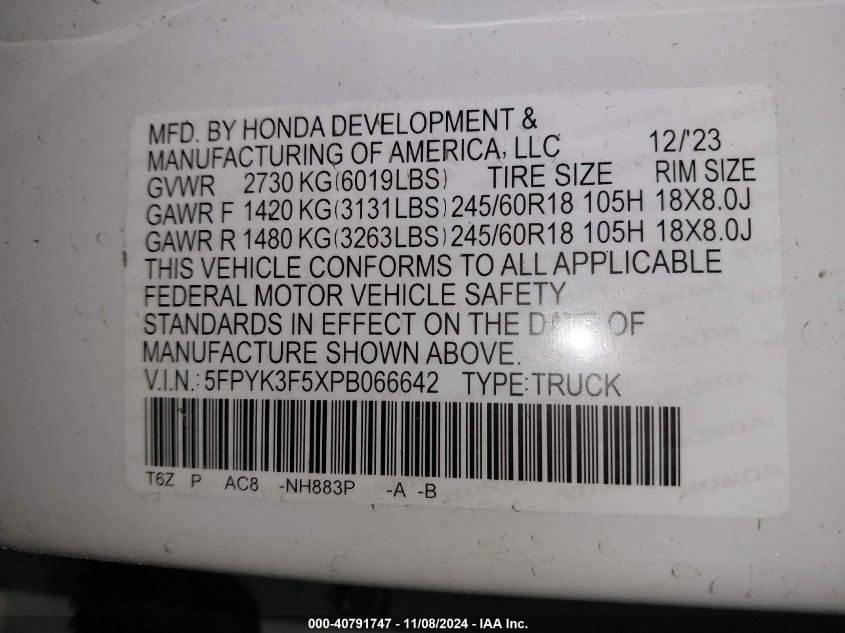 MFD. BY HONDA DEVELOPMENT &
MANUFACTURING OF AMERICA, LLC 12/'23
GVWR 2730 KG(6019LBS) TIRE SIZE RIM SIZE
GAWR F 1420 KG(3131LBS) 245/60R18 105H 18X8.0J
GAWR R 1480 KG(3263LBS) 245/60R18 105H 18X8.0J
THIS VEHICLE CONFORMS TO ALL APPLICABLE
FEDERAL MOTOR VEHICLE SAFETY
STANDARDS IN EFFECT ON THE DATE OF
MANUFACTURE SHOWN ABOVE.
V.I.N.: 5FPYK3F5XPB066642 TYPE:TRUCK
T6Z P AC8 -NH883P -A -B
000-40791747 - 11/08/2024 - IAA Inc.